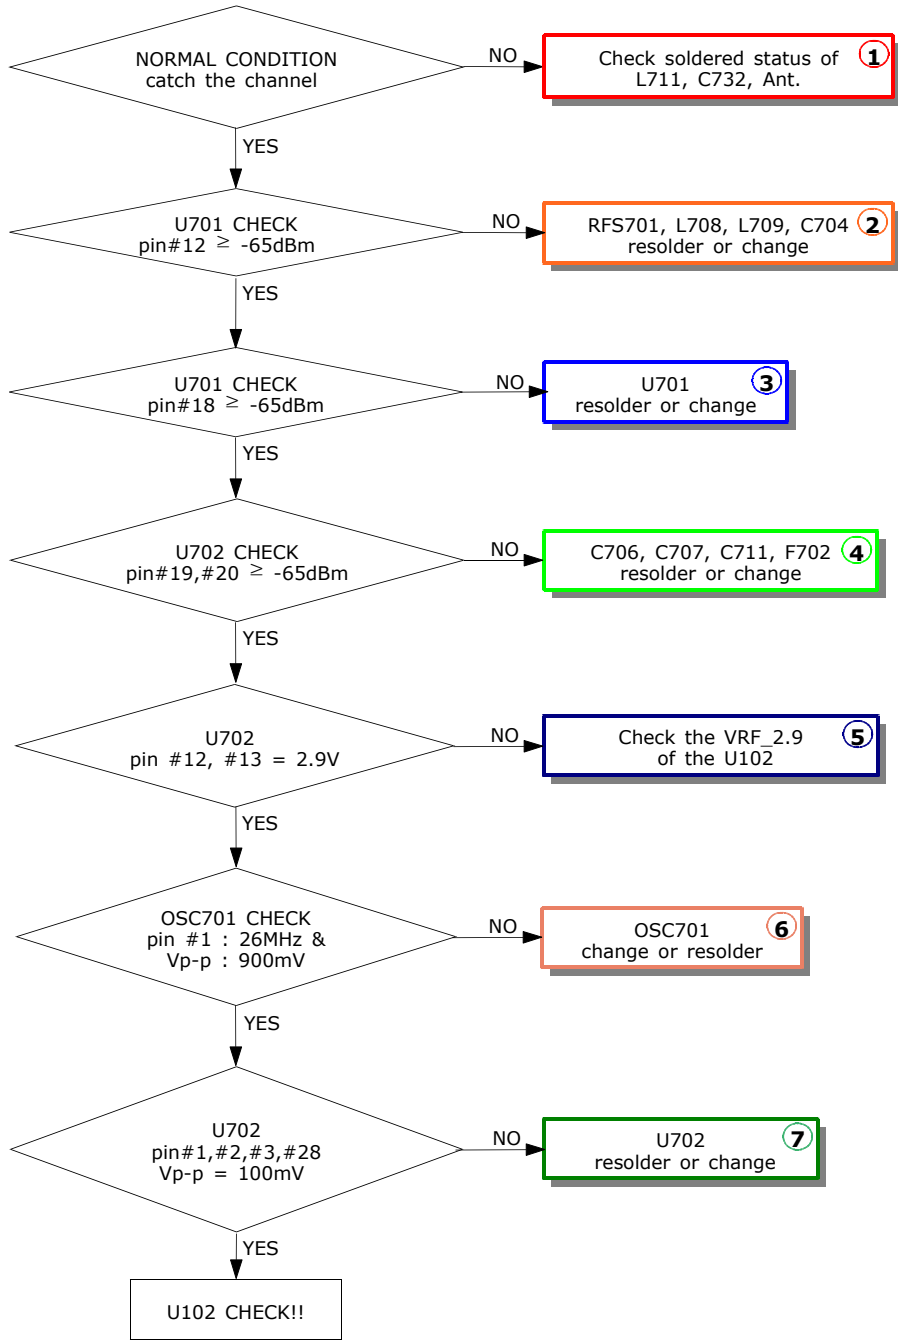 NORMAL CONDITION
catch the channel
NO
Check soldered status of
L711, C732, Ant.
1
YES
U701 CHECK
pin#12 ≥ -65dBm
NO
RFS701, L708, L709, C704
resolder or change
2
YES
U701 CHECK
pin#18 ≥ -65dBm
NO
U701
resolder or change
3
YES
U702 CHECK
pin#19,#20 ≥ -65dBm
NO
C706, C707, C711, F702
resolder or change
4
YES
U702
pin #12, #13 = 2.9V
NO
Check the VRF_2.9
of the U102
5
YES
OSC701 CHECK
pin #1 : 26MHz &
Vp-p : 900mV
NO
OSC701
change or resolder
6
YES
U702
pin#1,#2,#3,#28
Vp-p = 100mV
NO
U702
resolder or change
7
YES
U102 CHECK!!